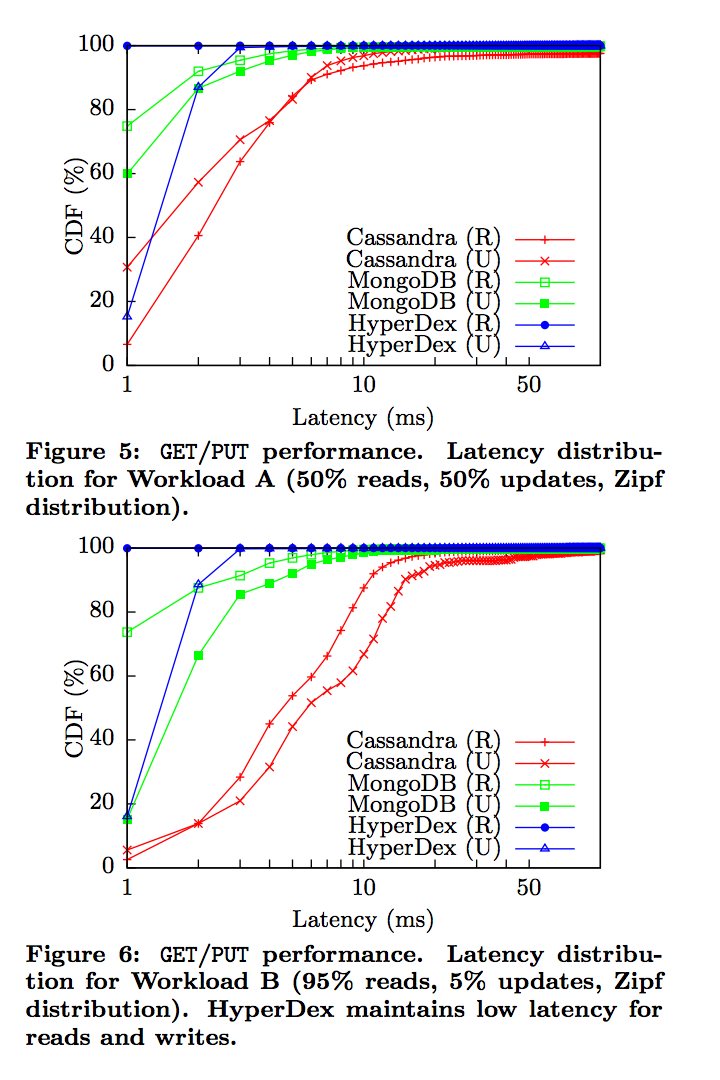 100
80
60
40
20
0
CDF (%)
Cassandra (R)
Cassandra (U)
MongoDB (R)
MongoDB (U)
HyperDex (R)
HyperDex (U)
1 10 50
Latency (ms)
Figure 5: GET/PUT performance. Latency distribu-
tion for Workload A (50% reads, 50% updates, Zipf
distribution).
100
80
60
40
20
0
CDF (%)
Cassandra (R)
Cassandra (U)
MongoDB (R)
MongoDB (U)
HyperDex (R)
HyperDex (U)
1 10 50
Latency (ms)
Figure 6: GET/PUT performance. Latency distribu-
tion for Workload B (95% reads, 5% updates, Zipf
distribution). HyperDex maintains low latency for
reads and writes.